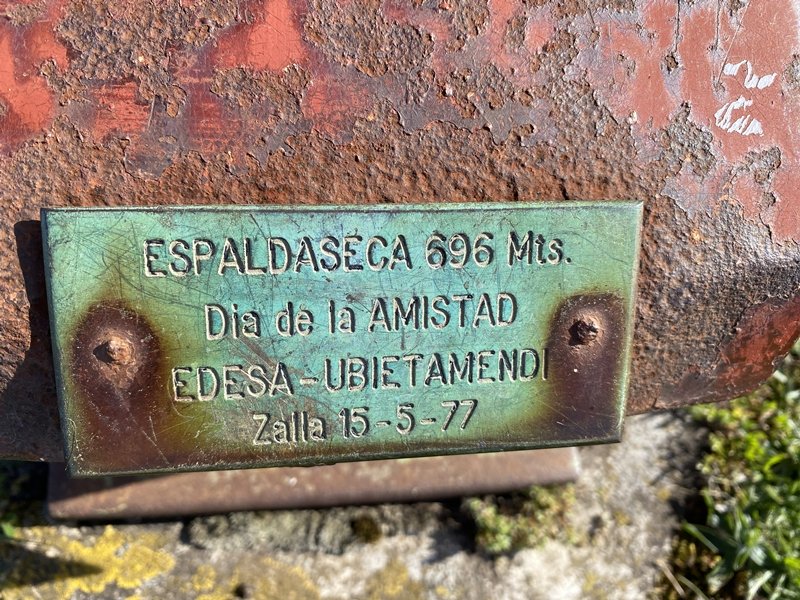 ESPALDASECA 696 Mts.
Dia de la AMISTAD
EDESA-UBIETAMENDI
Zalla 15-5-77